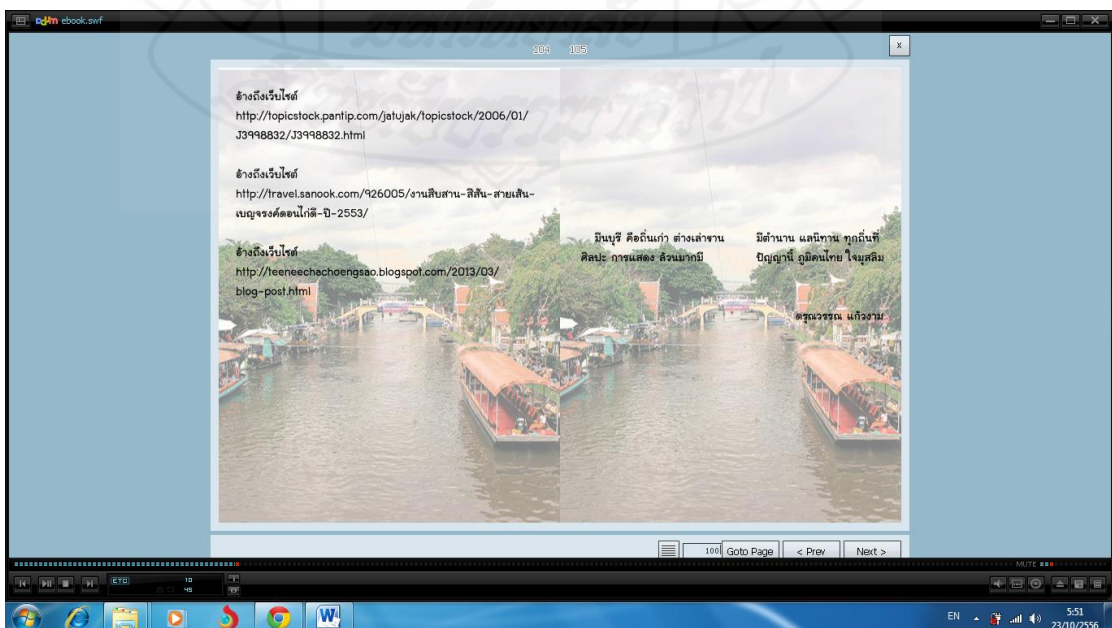 ebook.swf
104 105
x
อ้างถึงเว็บไซต์
http://topicstock.pantip.com/jatujak/topicstock/2006/01/
J3998832/J3998832.html
อ้างถึงเว็บไซต์
http://travel.sanook.com/926005/งานสืบสาน-สีสัน-สายเส้น-
เบญจรงค์ดอนไก่ดี-ปี-2553/
อ้างถึงเว็บไซต์
http://teeneechachoengsao.blogspot.com/2013/03/
blog-post.html
มีนบุรี คือถิ่นเก่า ต่างเล่าขาน มีตำนาน แลนิทาน ทุกถิ่นที่
ศิลปะ การแสดง ล้วนมากมี ปัญญานี้ ภูมิคนไทย ใจมุสลิม
ดรุณวรรณ แก้วงาม
100 Goto Page < Prev Next >
MUTE
ETC 10
45
EN 5:51
23/10/2556